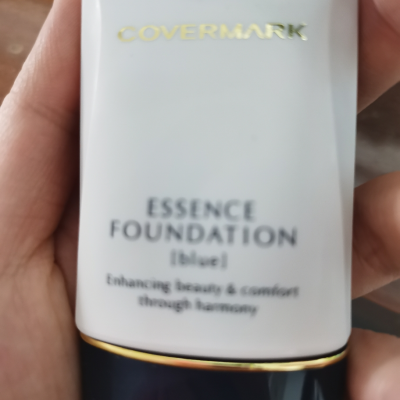 COVERMARK
ESSENCE
FOUNDATION
[blue]
Enhancing beauty & comfort
through harmony